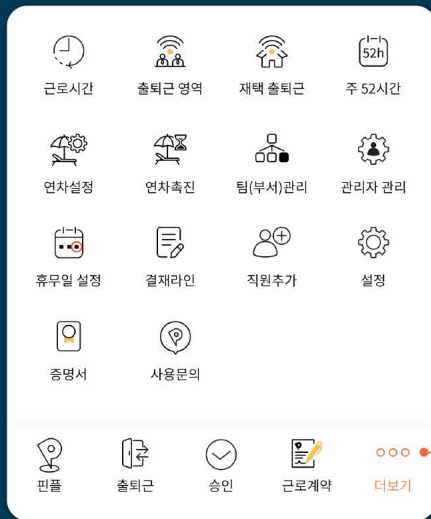 근로시간
출퇴근 영역
재택 출퇴근
52h
주 52시간
연차설정
연차촉진
팀(부서)관리
관리자 관리
휴무일 설정
결재라인
직원추가
설정
증명서
사용문의
핀플
출퇴근
승인
근로계약
더보기